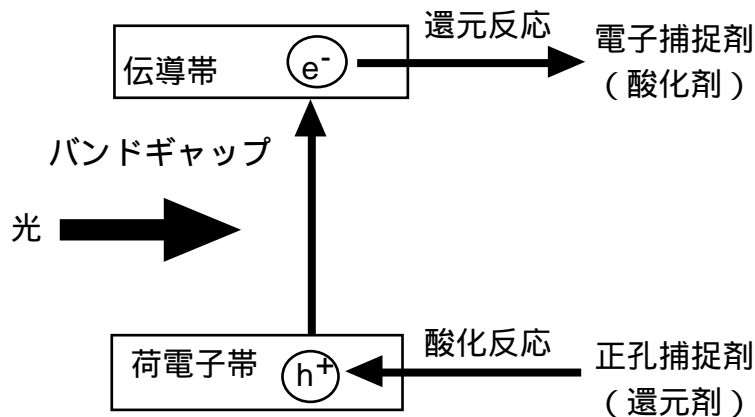 還元反応
電子捕捉剤
（酸化剤）
伝導帯
e-
バンドギャップ
光
荷電子帯
h+
酸化反応
正孔捕捉剤
（還元剤）